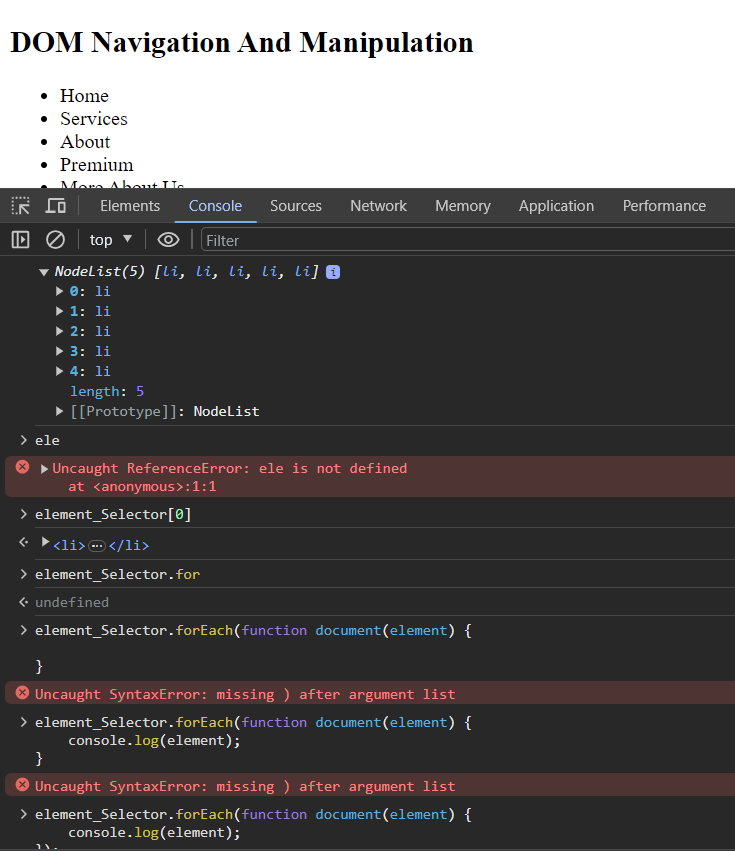 DOM Navigation And Manipulation
Home
Services
About
Premium
More About Us
Elements Console Sources Network Memory Application Performance
top Filter
NodeList(5) [li, li, li, li, li] i
0: li
1: li
2: li
3: li
4: li
length: 5
[[Prototype]]: NodeList
ele
Uncaught ReferenceError: ele is not defined
at <anonymous>:1:1
element_Selector[0]
<li>…</li>
element_Selector.for
undefined
element_Selector.forEach(function document(element) {
}
Uncaught SyntaxError: missing ) after argument list
element_Selector.forEach(function document(element) {
console.log(element);
}
Uncaught SyntaxError: missing ) after argument list
element_Selector.forEach(function document(element) {
console.log(element);
});